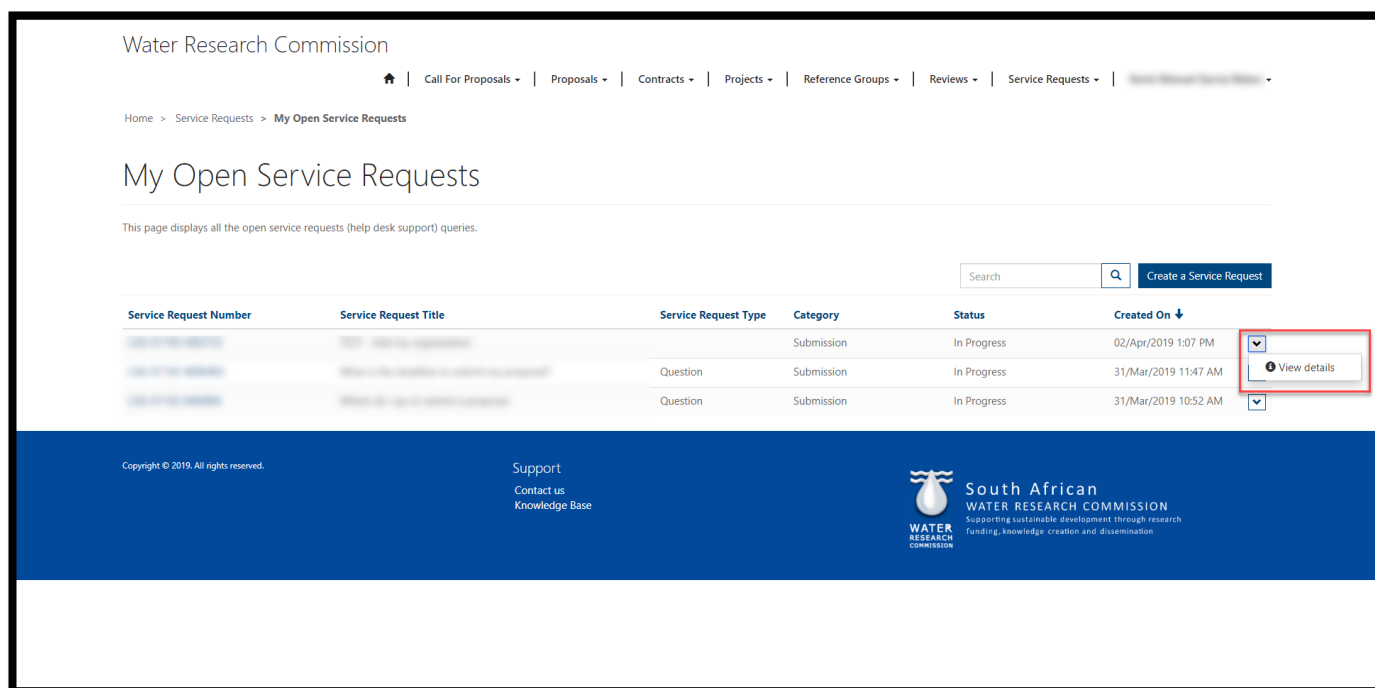 Water Research Commission
Call For Proposals Proposals Contracts Projects Reference Groups Reviews Service Requests
Home > Service Requests > My Open Service Requests
My Open Service Requests
This page displays all the open service requests (help desk support) queries.
Search Create a Service Request
Service Request Number Service Request Title Service Request Type Category Status Created On
Submission In Progress 02/Apr/2019 1:07 PM
View details
Question Submission In Progress 31/Mar/2019 11:47 AM
Question Submission In Progress 31/Mar/2019 10:52 AM
Copyright © 2019. All rights reserved.
Support
Contact us
Knowledge Base
WATER
RESEARCH
COMMISSION
South African
WATER RESEARCH COMMISSION
Supporting sustainable development through research
funding, knowledge creation and dissemination